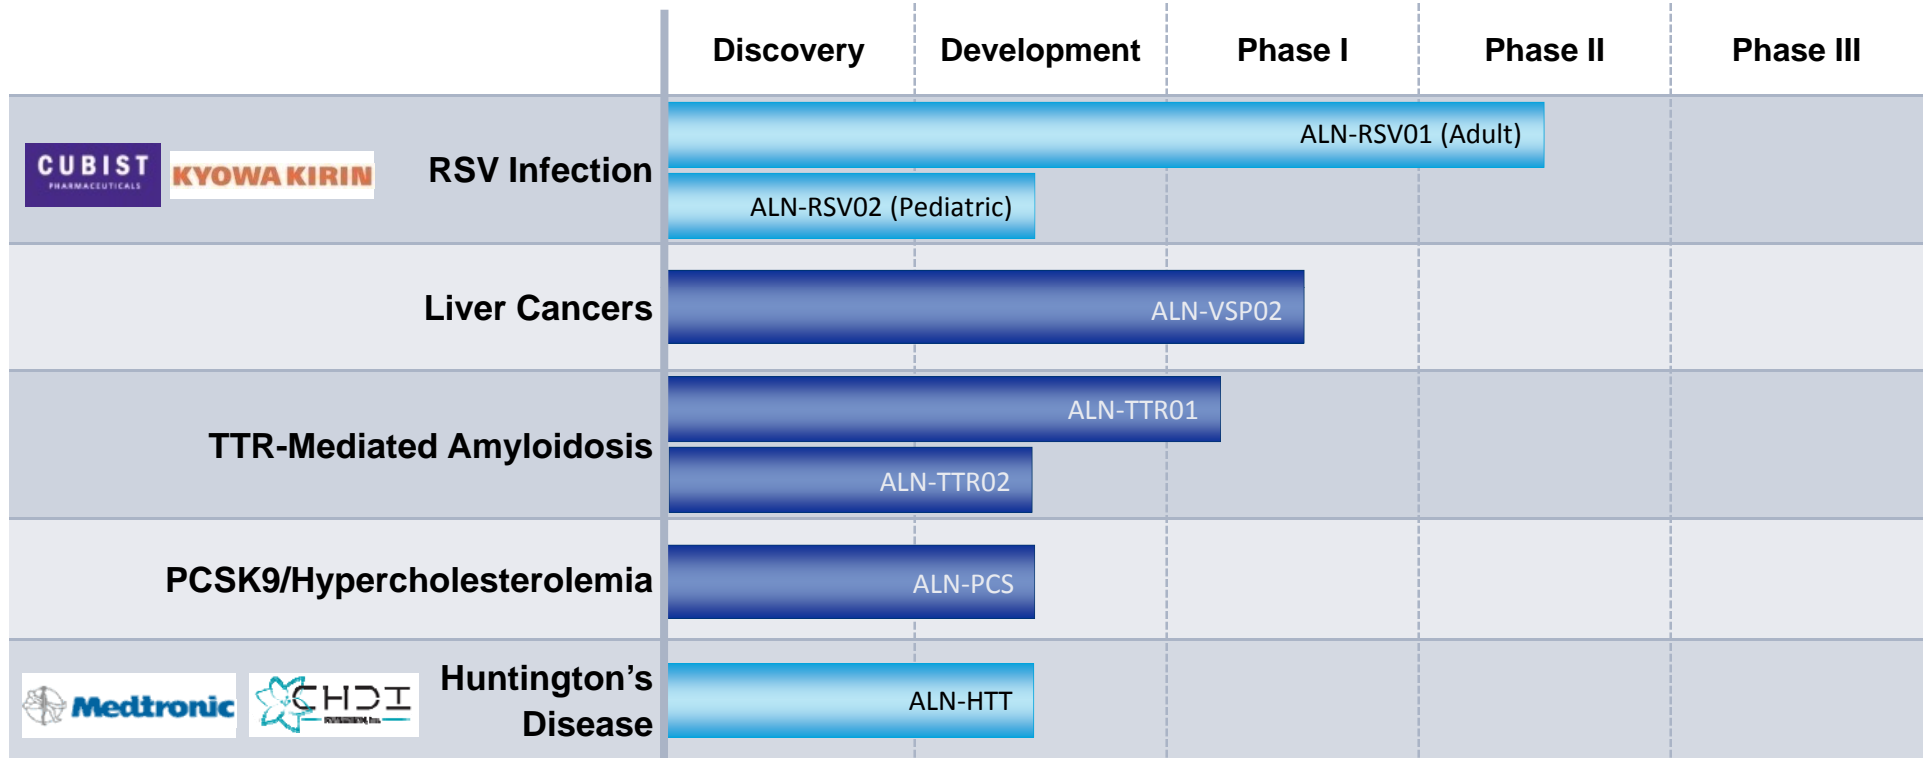 Discovery Development Phase I Phase II Phase III
CUBIST
PHARMACEUTICALS
KYOWA KIRIN
RSV Infection
ALN-RSV01 (Adult)
ALN-RSV02 (Pediatric)
Liver Cancers
ALN-VSP02
TTR-Mediated Amyloidosis
ALN-TTR01
ALN-TTR02
PCSK9/Hypercholesterolemia
ALN-PCS
Medtronic
CHDI
Huntington’s
Disease
ALN-HTT